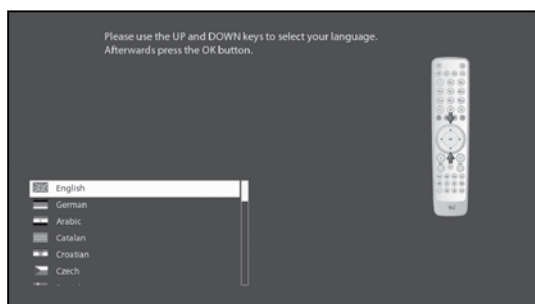 Please use the UP and DOWN keys to select your language.
Afterwards press the OK button.
English
German
Arabic
Catalan
Croatian
Czech